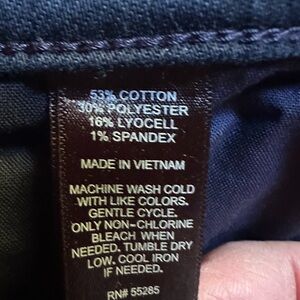 53% COTTON
30% POLYESTER
16% LYOCELL
1% SPANDEX
MADE IN VIETNAM
MACHINE WASH COLD
WITH LIKE COLORS.
GENTLE CYCLE.
ONLY NON-CHLORINE
BLEACH WHEN
NEEDED. TUMBLE DRY
LOW, COOL IRON
IF NEEDED.
RN# 55285